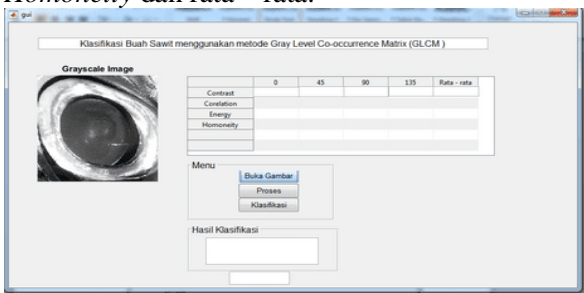 Homoneity dan rata – rata.
gui
Klasifikasi Buah Sawit menggunakan metode Gray Level Co-occurrence Matrix (GLCM )
Grayscale Image
0 45 90 135 Rata - rata
Contrast
Corelation
Energy
Homoneity
Menu
Buka Gambar
Proses
Klasifikasi
Hasil Klasifikasi